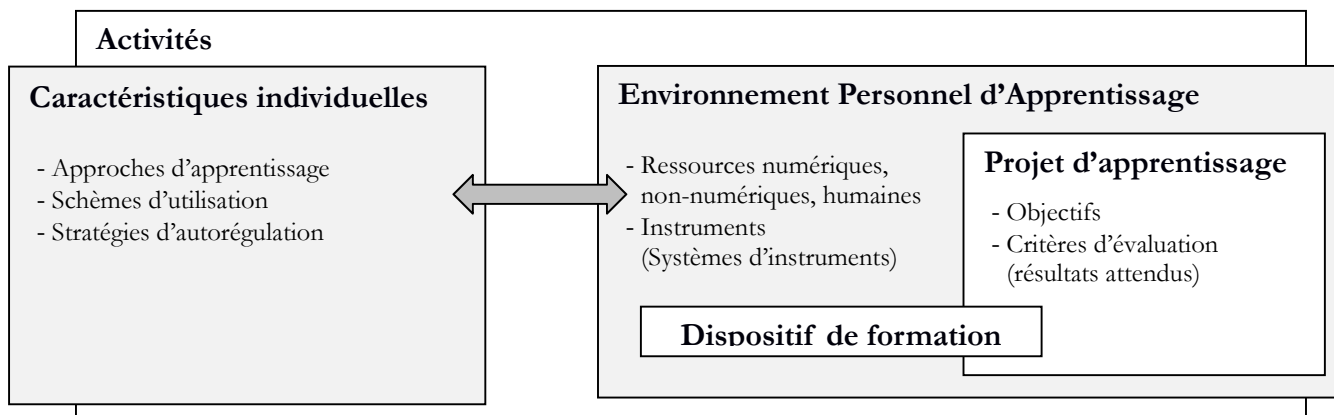 Activités
Caractéristiques individuelles
- Approches d'apprentissage
- Schèmes d'utilisation
- Stratégies d'autorégulation
Environnement Personnel d'Apprentissage
- Ressources numériques,
non-numériques, humaines
- Instruments
(Systèmes d'instruments)
Projet d'apprentissage
- Objectifs
- Critères d'évaluation
(résultats attendus)
Dispositif de formation